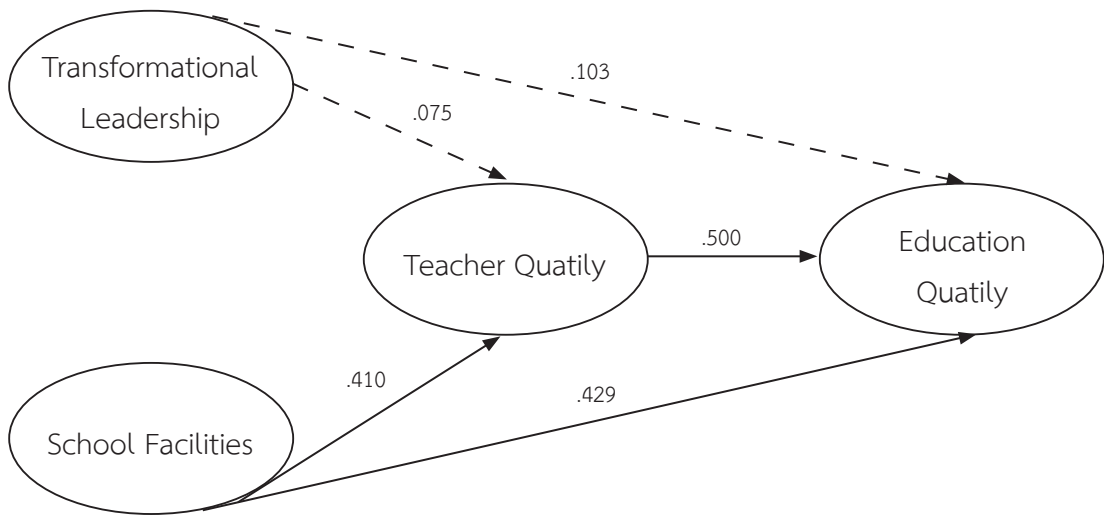 Transformational
Leadership
.103
.075
Teacher Quatily
.500
Education
Quatily
.410
.429
School Facilities